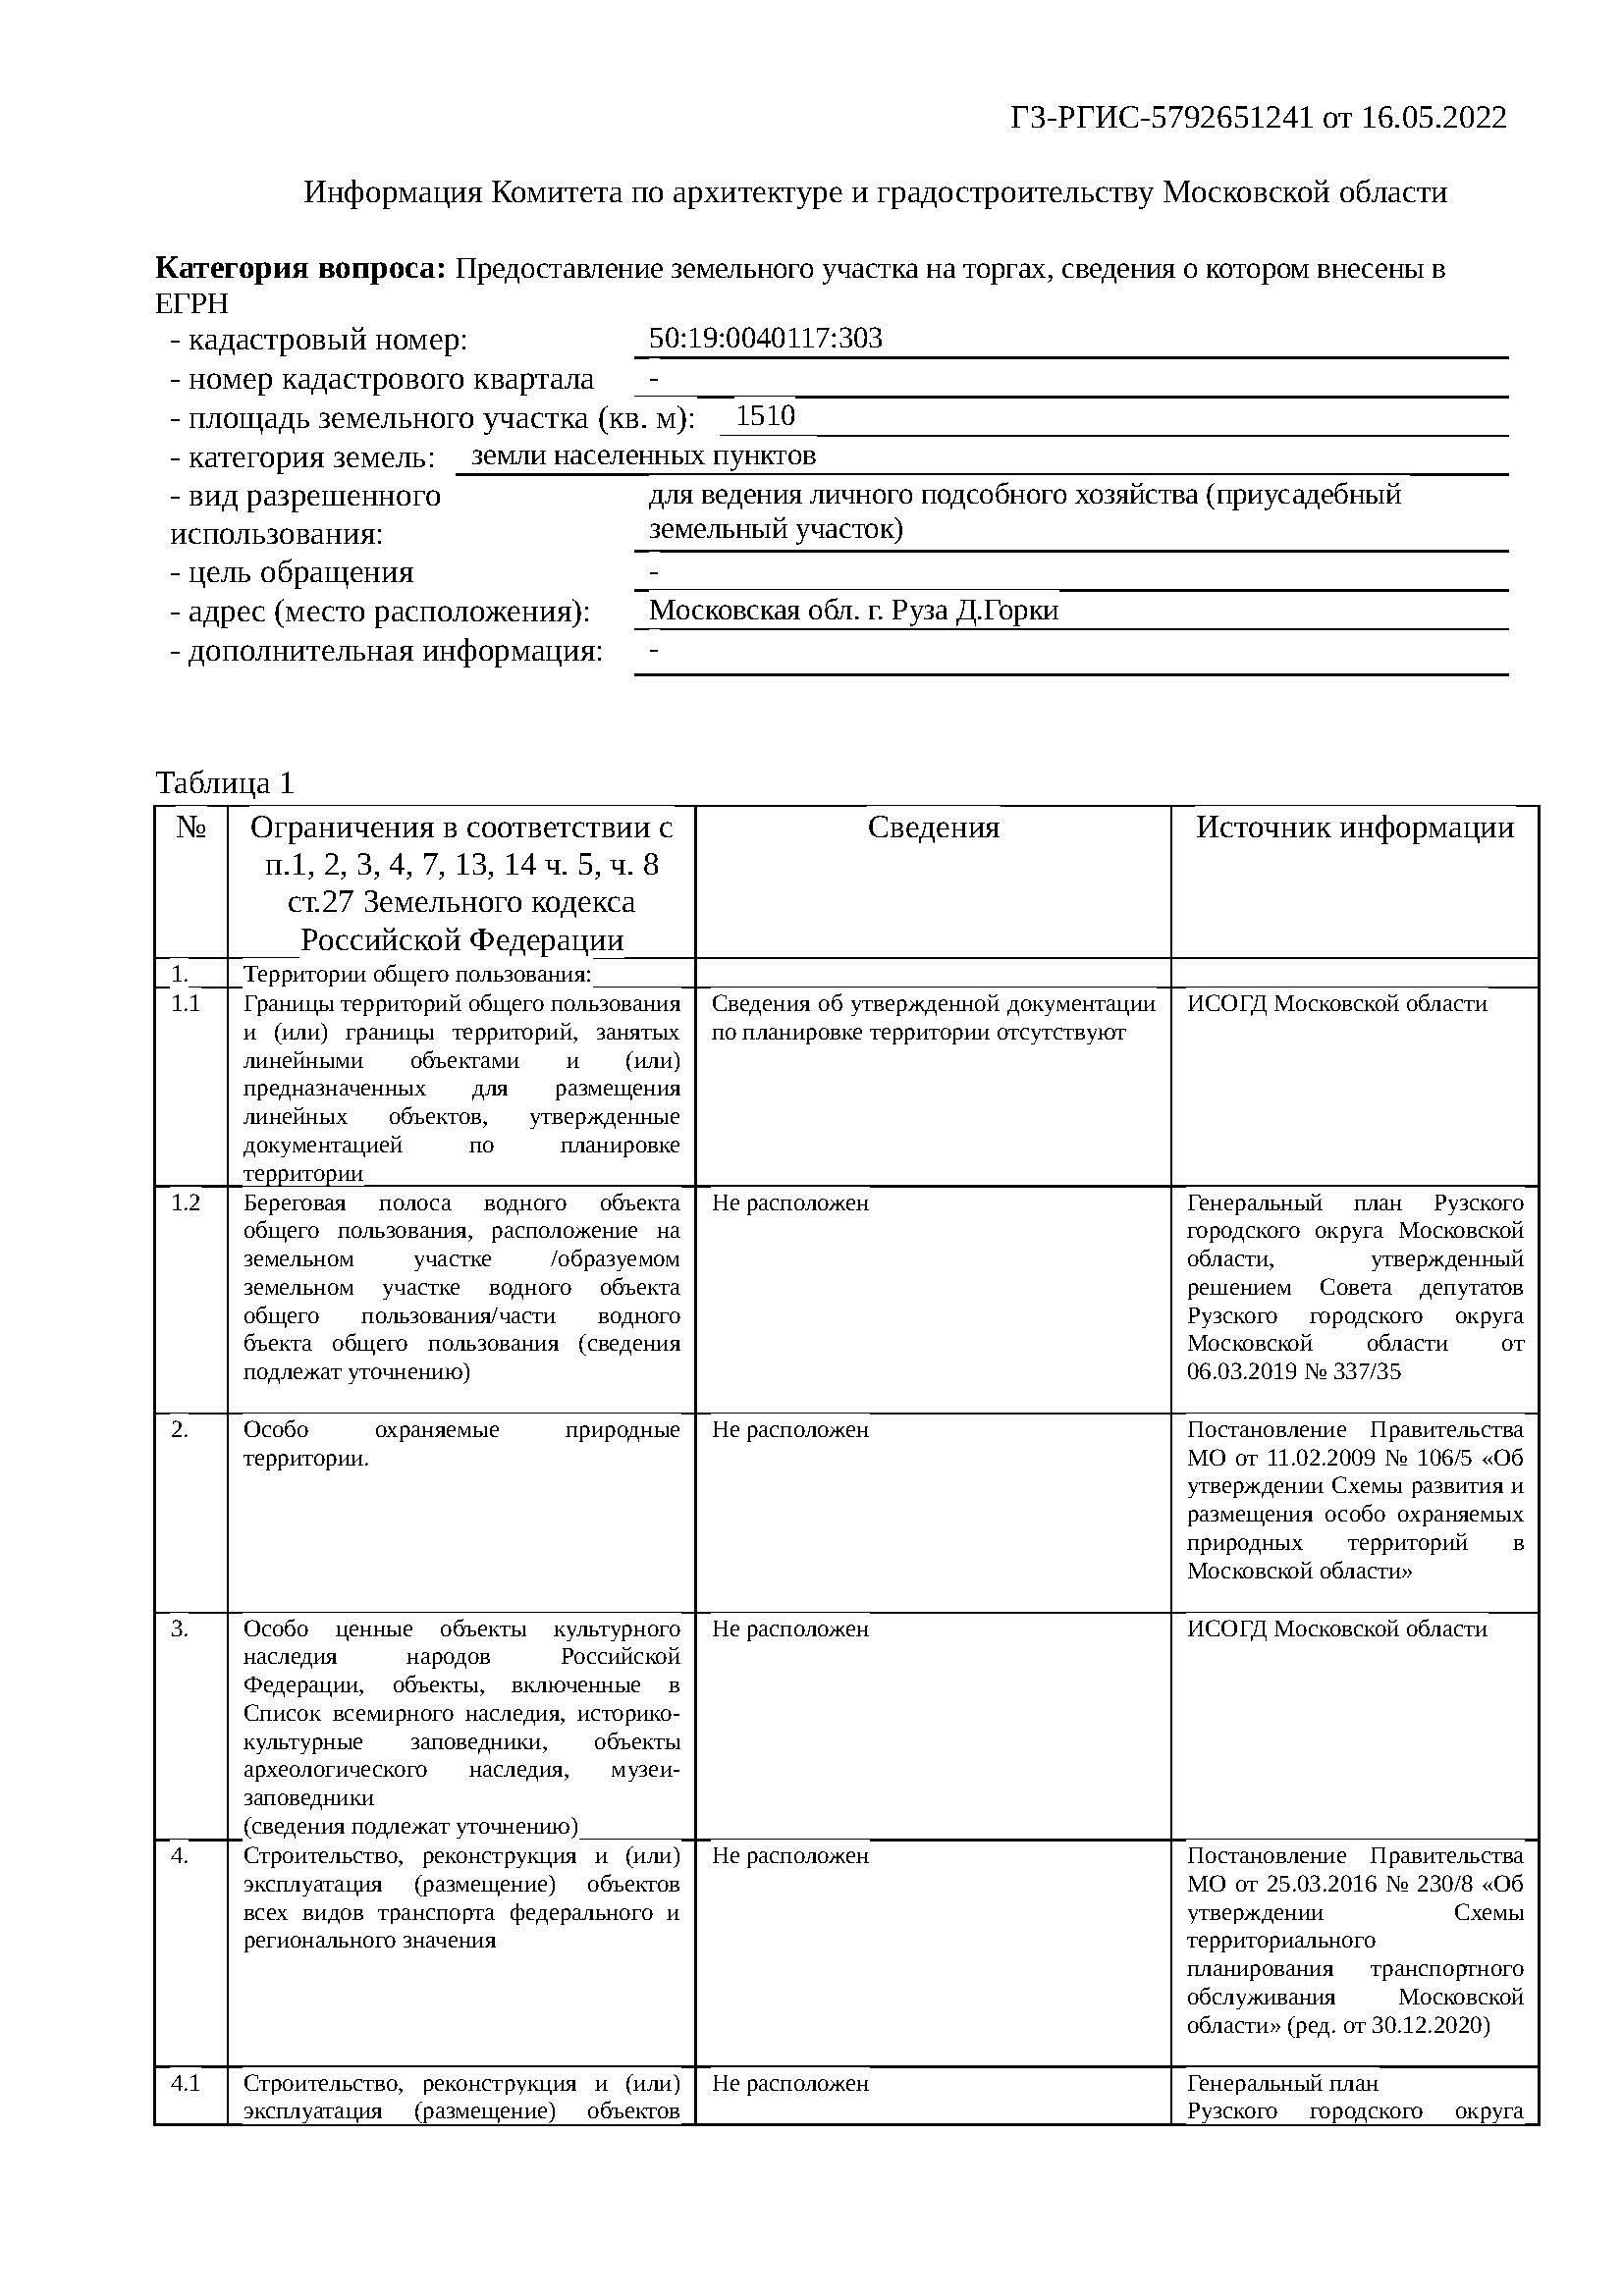 ГЗ-РГИС-5792651241 от 16.05.2022
Информация Комитета по архитектуре и градостроительству Московской области
Категория вопроса: Предоставление земельного участка на торгах, сведения о котором внесены в
ЕГРН
- кадастровый номер: 50:19:0040117:303
- номер кадастрового квартала -
- площадь земельного участка (кв. м): 1510
- категория земель: земли населенных пунктов
- вид разрешенного
использования:
для ведения личного подсобного хозяйства (приусадебный
земельный участок)
- цель обращения -
- адрес (место расположения): Московская обл. г. Руза Д.Горки
- дополнительная информация: -
Таблица 1
№
Ограничения в соответствии с
п.1, 2, 3, 4, 7, 13, 14 ч. 5, ч. 8
ст.27 Земельного кодекса
Российской Федерации
Сведения
Источник информации
1.
Территории общего пользования:
1.1
Границы территорий общего пользования
и (или) границы территорий, занятых
линейными объектами и (или)
предназначенных для размещения
линейных объектов, утвержденные
документацией по планировке
территории
Сведения об утвержденной документации
по планировке территории отсутствуют
ИСОГД Московской области
1.2
Береговая полоса водного объекта
общего пользования, расположение на
земельном участке /образуемом
земельном участке водного объекта
общего пользования/части водного
бъекта общего пользования (сведения
подлежат уточнению)
Не расположен
Генеральный план Рузского
городского округа Московской
области, утвержденный
решением Совета депутатов
Рузского городского округа
Московской области от
06.03.2019 № 337/35
2.
Особо охраняемые природные
территории.
Не расположен
Постановление Правительства
МО от 11.02.2009 № 106/5 «Об
утверждении Схемы развития и
размещения особо охраняемых
природных территорий в
Московской области»
3.
Особо ценные объекты культурного
наследия народов Российской
Федерации, объекты, включенные в
Список всемирного наследия, историко-
культурные заповедники, объекты
археологического наследия, музеи-
заповедники
(сведения подлежат уточнению)
Не расположен
ИСОГД Московской области
4.
Строительство, реконструкция и (или)
эксплуатация (размещение) объектов
всех видов транспорта федерального и
регионального значения
Не расположен
Постановление Правительства
МО от 25.03.2016 № 230/8 «Об
утверждении Схемы
территориального
планирования транспортного
обслуживания Московской
области» (ред. от 30.12.2020)
4.1
Строительство, реконструкция и (или)
эксплуатация (размещение) объектов
Не расположен
Генеральный план
Рузского городского округа